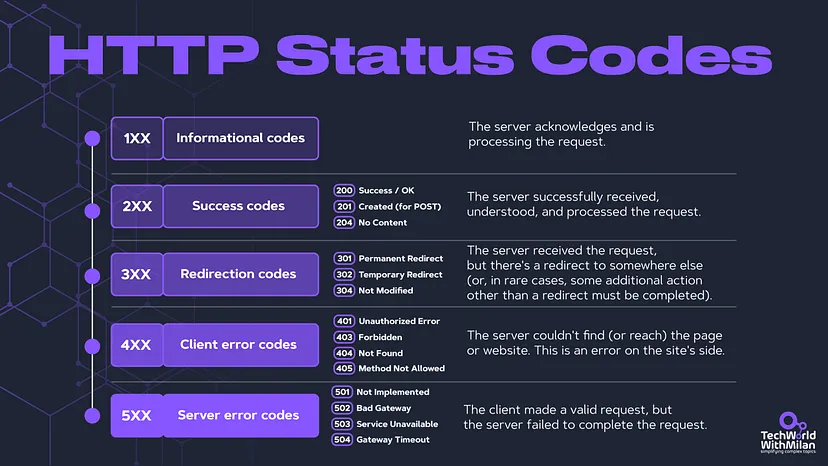 HTTP Status Codes
1XX
Informational codes
The server acknowledges and is
processing the request.
2XX
Success codes
200 Success / OK
201 Created (for POST)
204 No Content
The server successfully received,
understood, and processed the request.
3XX
Redirection codes
301 Permanent Redirect
302 Temporary Redirect
304 Not Modified
The server received the request,
but there's a redirect to somewhere else
(or, in rare cases, some additional action
other than a redirect must be completed).
4XX
Client error codes
401 Unauthorized Error
403 Forbidden
404 Not Found
405 Method Not Allowed
The server couldn't find (or reach) the page
or website. This is an error on the site's side.
5XX
Server error codes
501 Not Implemented
502 Bad Gateway
503 Service Unavailable
504 Gateway Timeout
The client made a valid request, but
the server failed to complete the request.
TechWorld
WithMilan
simplifying complex topics